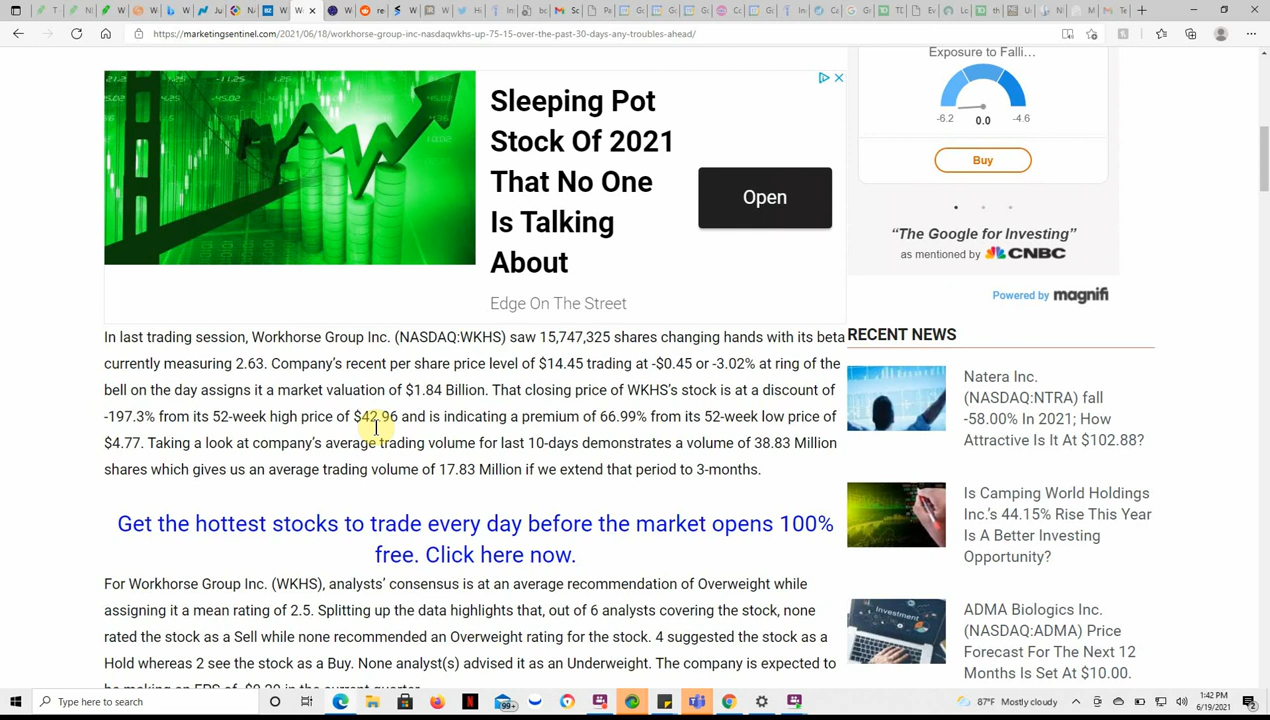 https://marketingsentinel.com/2021/06/18/workhorse-group-inc-nasdaqwkhs-up-75-15-over-the-past-30-days-any-troubles-ahead/
Sleeping Pot
Stock Of 2021
That No One
Is Talking
About
Edge On The Street
Open
Exposure to Falli...
-6.2
0.0
-4.6
Buy
“The Google for Investing”
as mentioned by CNBC
Powered by magnifi
In last trading session, Workhorse Group Inc. (NASDAQ:WKHS) saw 15,747,325 shares changing hands with its beta
currently measuring 2.63. Company’s recent per share price level of $14.45 trading at -$0.45 or -3.02% at ring of the
bell on the day assigns it a market valuation of $1.84 Billion. That closing price of WKHS’s stock is at a discount of
-197.3% from its 52-week high price of $42.96 and is indicating a premium of 66.99% from its 52-week low price of
$4.77. Taking a look at company’s average trading volume for last 10-days demonstrates a volume of 38.83 Million
shares which gives us an average trading volume of 17.83 Million if we extend that period to 3-months.
Get the hottest stocks to trade every day before the market opens 100%
free. Click here now.
For Workhorse Group Inc. (WKHS), analysts’ consensus is at an average recommendation of Overweight while
assigning it a mean rating of 2.5. Splitting up the data highlights that, out of 6 analysts covering the stock, none
rated the stock as a Sell while none recommended an Overweight rating for the stock. 4 suggested the stock as a
Hold whereas 2 see the stock as a Buy. None analyst(s) advised it as an Underweight. The company is expected to
RECENT NEWS
Natera Inc.
(NASDAQ:NTRA) fall
-58.00% In 2021; How
Attractive Is It At $102.88?
Is Camping World Holdings
Inc.’s 44.15% Rise This Year
Is A Better Investing
Opportunity?
Investment
ADMA Biologics Inc.
(NASDAQ:ADMA) Price
Forecast For The Next 12
Months Is Set At $10.00.
Type here to search
99+
87°F Mostly cloudy
1:42 PM
6/19/2021
2